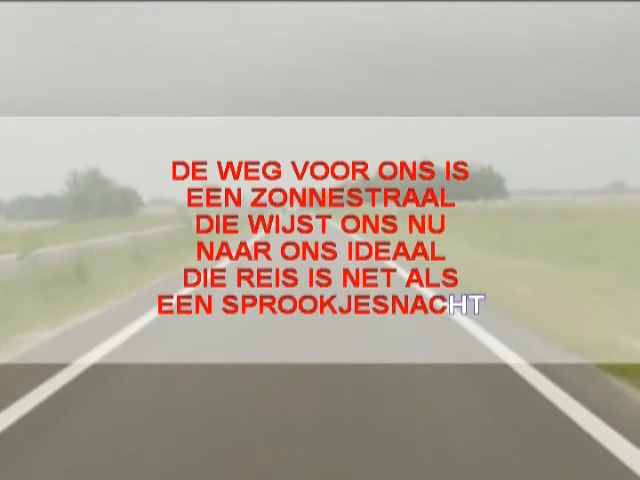 DE WEG VOOR ONS IS
EEN ZONNESTRAAL
DIE WIJST ONS NU
NAAR ONS IDEAAL
DIE REIS IS NET ALS
EEN SPROOKJESNACHT